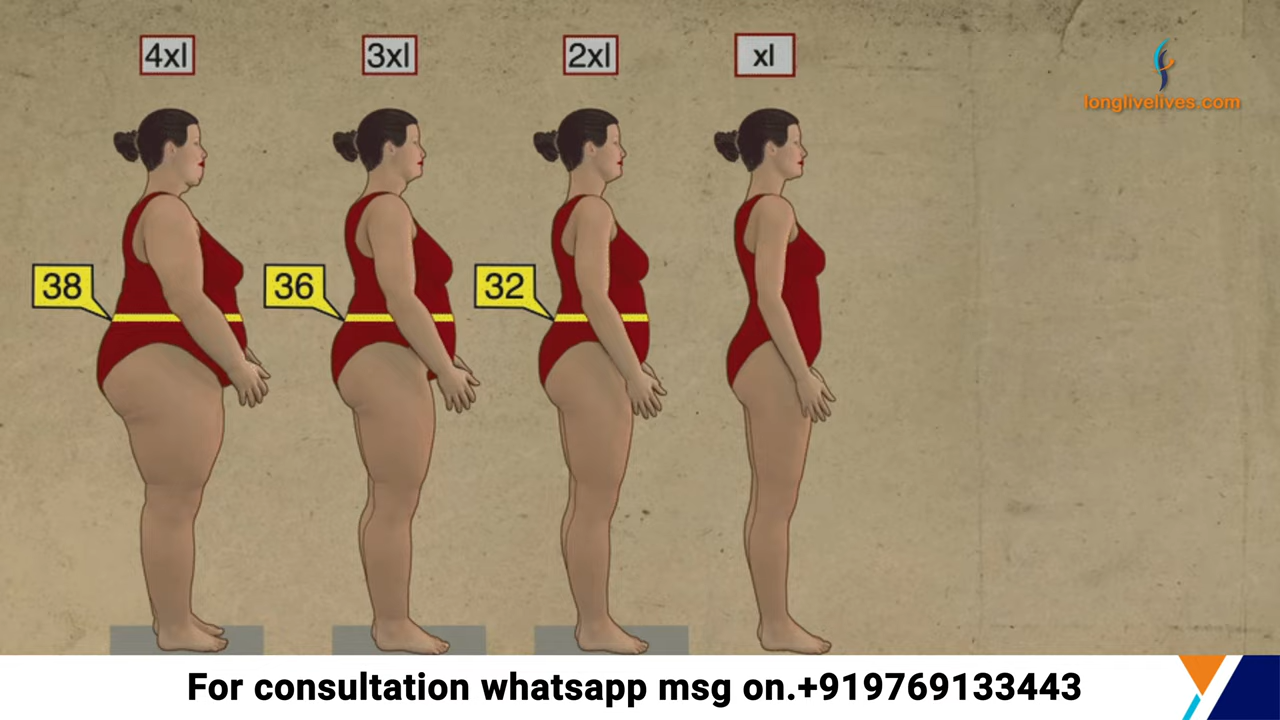 4xl 3xl 2xl xl
longlivelives.com
38 36 32
For consultation whatsapp msg on.+919769133443